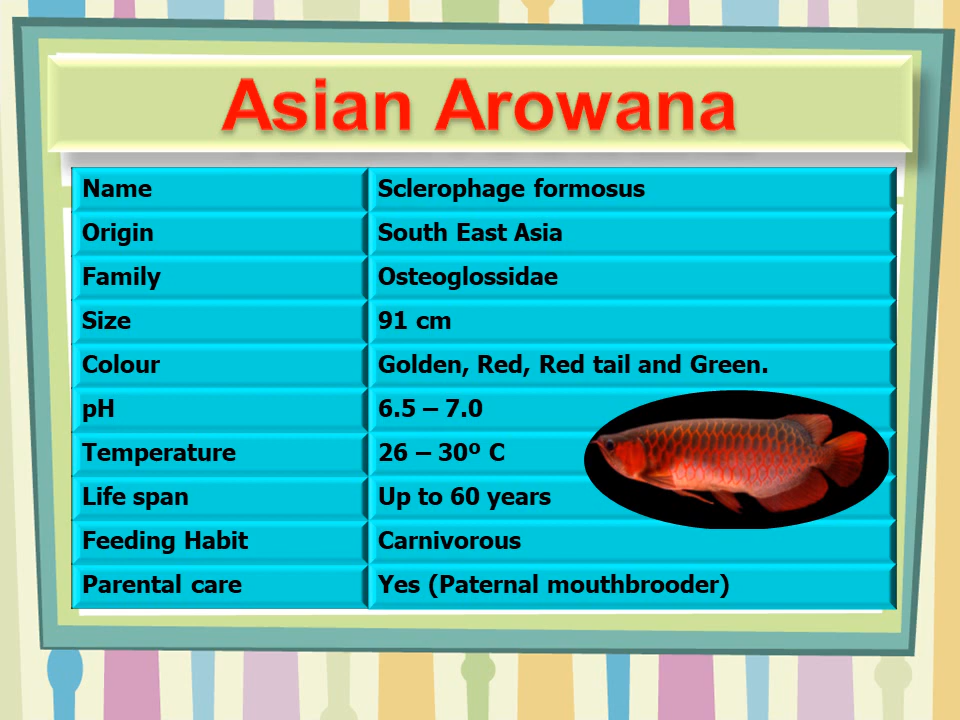 Asian Arowana
Name Sclerophage formosus
Origin South East Asia
Family Osteoglossidae
Size 91 cm
Colour Golden, Red, Red tail and Green.
pH 6.5 – 7.0
Temperature 26 – 30º C
Life span Up to 60 years
Feeding Habit Carnivorous
Parental care Yes (Paternal mouthbrooder)